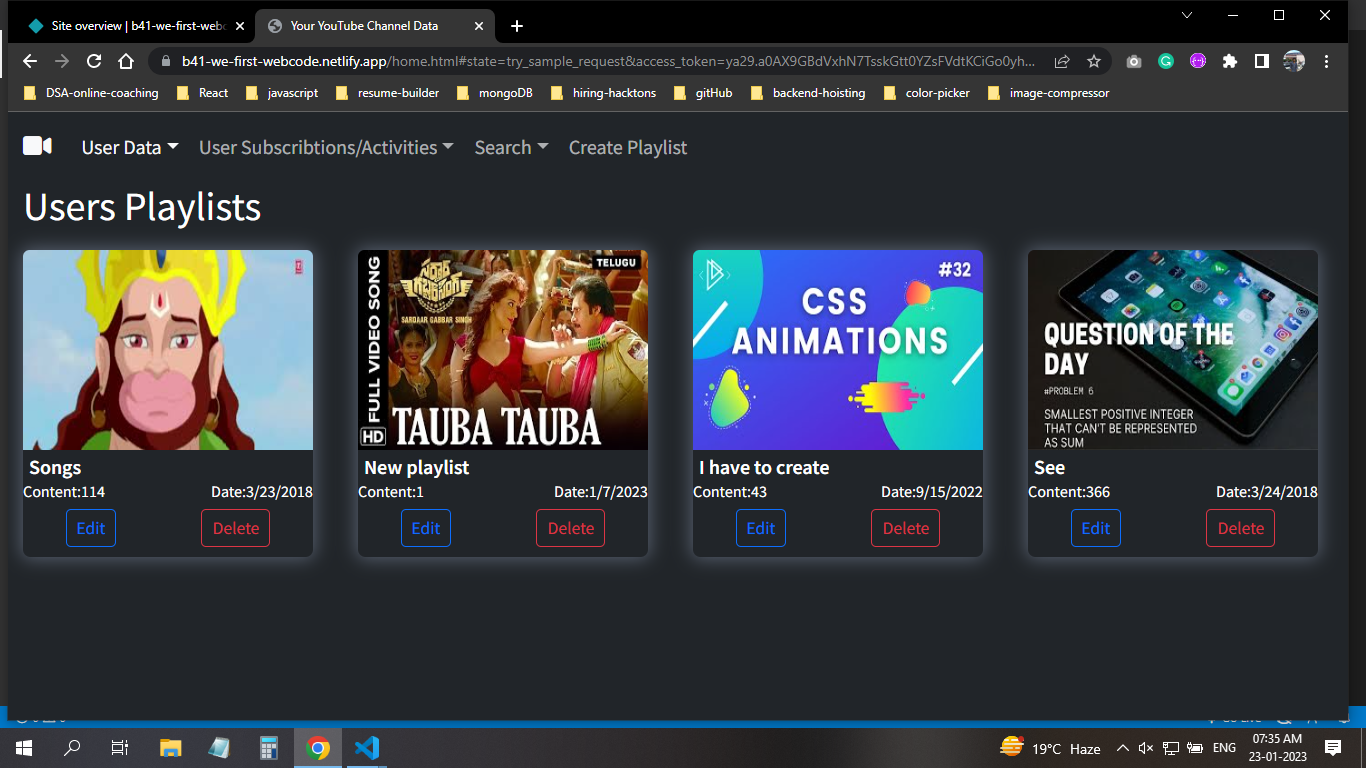 Site overview | b41-we-first-webc
Your YouTube Channel Data
b41-we-first-webcode.netlify.app/home.html#state=try_sample_request&access_token=ya29.a0AX9GBdVxhN7TsskGtt0YZsFVdtKCiGo0yh...
DSA-online-coaching
React
javascript
resume-builder
mongoDB
hiring-hacktons
gitHub
backend-hoisting
color-picker
image-compressor
User Data
User Subscribtions/Activities
Search
Create Playlist
Users Playlists
FULL VIDEO SONG
HD
సర్దార్
గబ్బర్ సింగ్
SARDAAR GABBAR SINGH
TELUGU
TAUBA TAUBA
#32
CSS
ANIMATIONS
QUESTION OF THE
DAY
#PROBLEM 6
SMALLEST POSITIVE INTEGER
THAT CAN'T BE REPRESENTED
AS SUM
Songs
New playlist
I have to create
See
Content:114 Date:3/23/2018
Content:1 Date:1/7/2023
Content:43 Date:9/15/2022
Content:366 Date:3/24/2018
Edit Delete
Edit Delete
Edit Delete
Edit Delete
19°C Haze
ENG
07:35 AM
23-01-2023